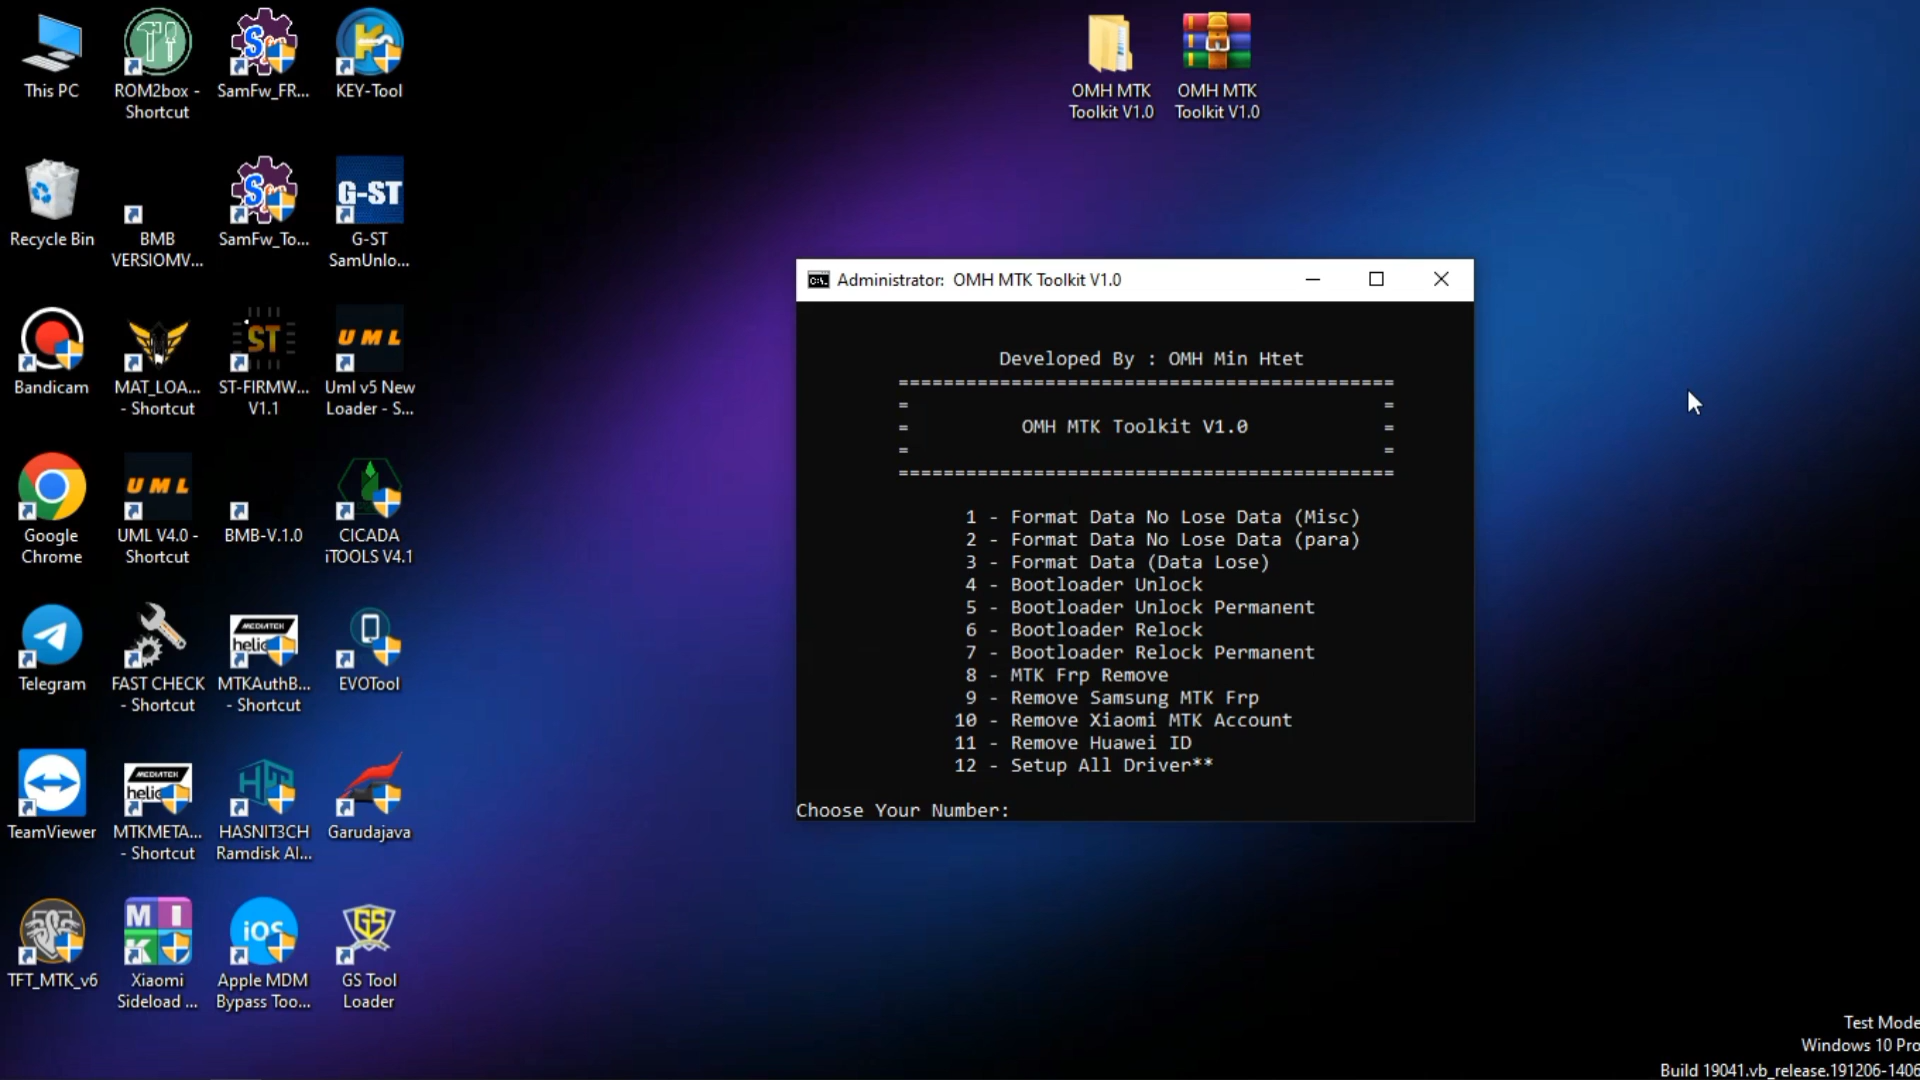 This PC
ROM2box -
Shortcut
SamFw_FR...
KEY-Tool
OMH MTK
Toolkit V1.0
OMH MTK
Toolkit V1.0
Recycle Bin
BMB
VERSIOMV...
SamFw_To...
G-ST
G-ST
SamUnlo...
Bandicam
MAT_LOA...
- Shortcut
ST
ST-FIRMW...
V1.1
UML
Uml v5 New
Loader - S...
Google
Chrome
UML
UML V4.0 -
Shortcut
BMB-V.1.0
CICADA
iTOOLS V4.1
Telegram
FAST CHECK
- Shortcut
MEDIATEK
helio
MTKAuthB...
- Shortcut
EVOTool
TeamViewer
MEDIATEK
helio
MTKMETA...
- Shortcut
HASNIT3CH
Ramdisk Al...
Garudajava
TFT_MTK_v6
M I
K
Xiaomi
Sideload ...
iOS
Apple MDM
Bypass Too...
GS
GS Tool
Loader
Administrator: OMH MTK Toolkit V1.0
Developed By : OMH Min Htet
============================================
=                                          =
=          OMH MTK Toolkit V1.0            =
=                                          =
============================================
1 - Format Data No Lose Data (Misc)
2 - Format Data No Lose Data (para)
3 - Format Data (Data Lose)
4 - Bootloader Unlock
5 - Bootloader Unlock Permanent
6 - Bootloader Relock
7 - Bootloader Relock Permanent
8 - MTK Frp Remove
9 - Remove Samsung MTK Frp
10 - Remove Xiaomi MTK Account
11 - Remove Huawei ID
12 - Setup All Driver**
Choose Your Number:
Test Mode
Windows 10 Pro
Build 19041.vb_release.191206-1406